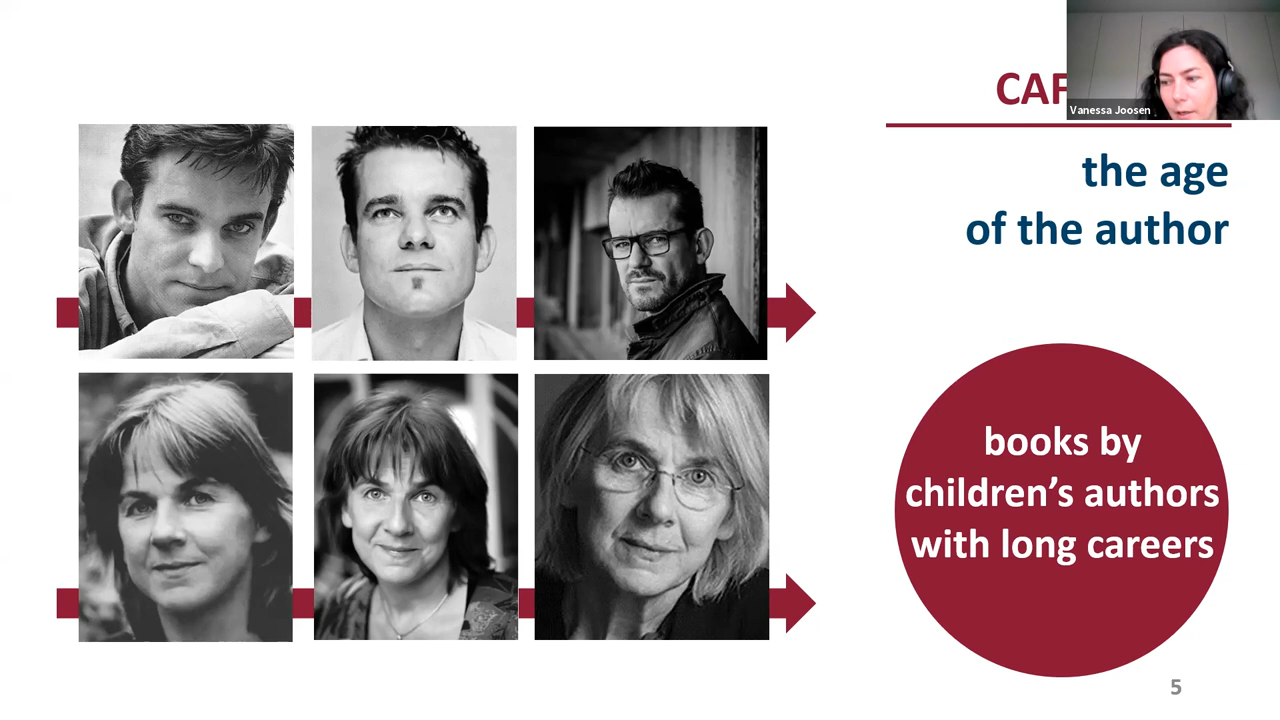 CAF
Vanessa Joosen
the age
of the author
books by
children's authors
with long careers
5